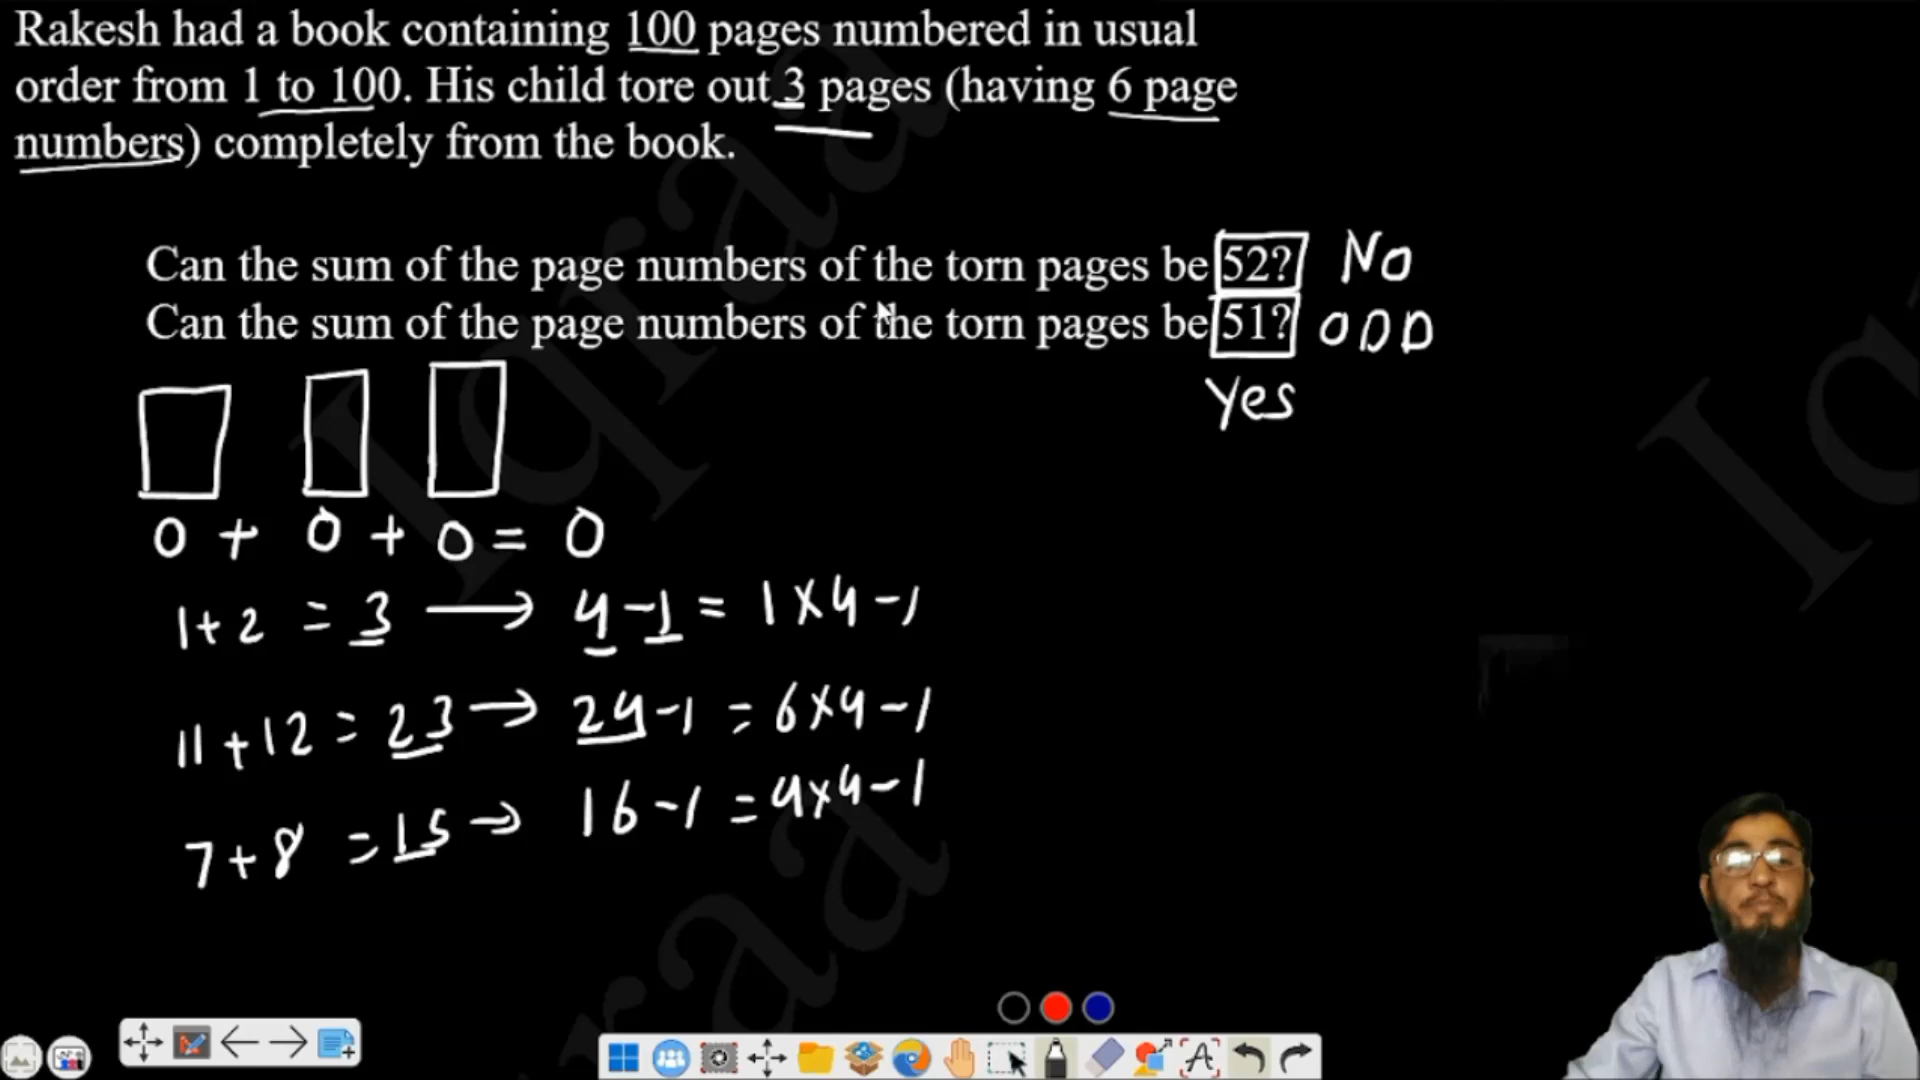 Rakesh had a book containing 100 pages numbered in usual
order from 1 to 100. His child tore out 3 pages (having 6 page
numbers) completely from the book.
Can the sum of the page numbers of the torn pages be 52? NO
Can the sum of the page numbers of the torn pages be 51? ODD
Yes
O + O + O = O
1+2 = 3 → 4-1 = 1×4-1
11+12 = 23 → 24-1 = 6×4-1
7+8 = 15 → 16-1 = 4×4-1
Iqraa